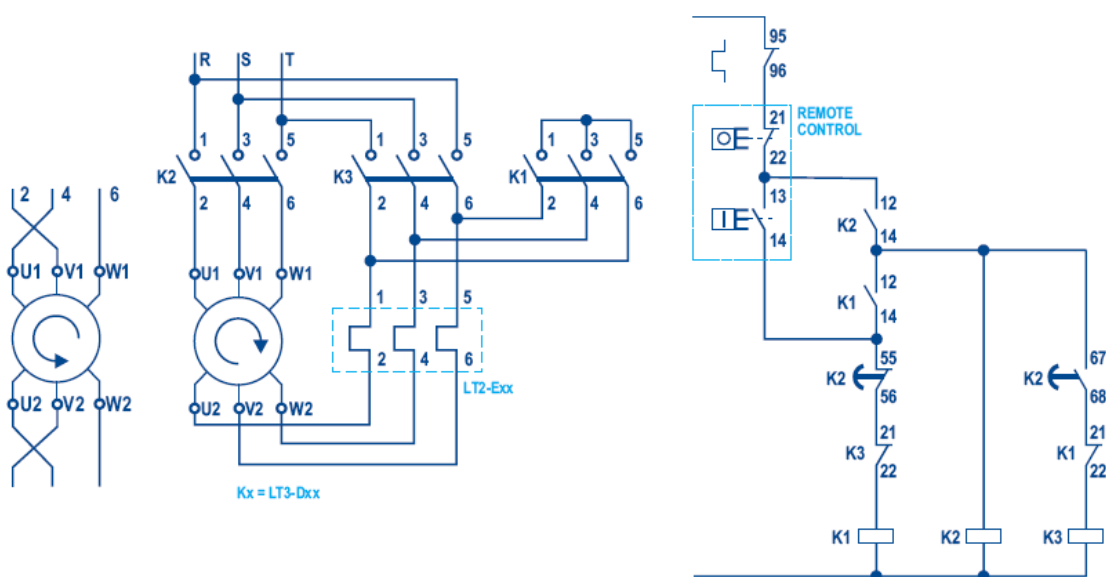 2 4 6
U1 V1 W1
U2 V2 W2
R S T
K2 1 3 5
2 4 6
K3 1 3 5
2 4 6
K1 1 3 5
2 4 6
U1 V1 W1
U2 V2 W2
1 3 5
2 4 6
LT2-Exx
Kx = LT3-Dxx
95
96
REMOTE
CONTROL
21
22
13
14
K2 12
14
K1 12
14
K2 55
56
K3 21
22
K2 67
68
K1 21
22
K1 K2 K3